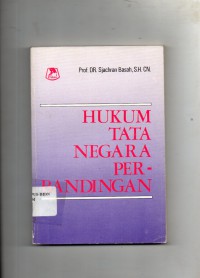 Prof. DR. Sjachran Basah, S.H. CN.
HUKUM
TATA
NEGARA
PER-
BANDINGAN